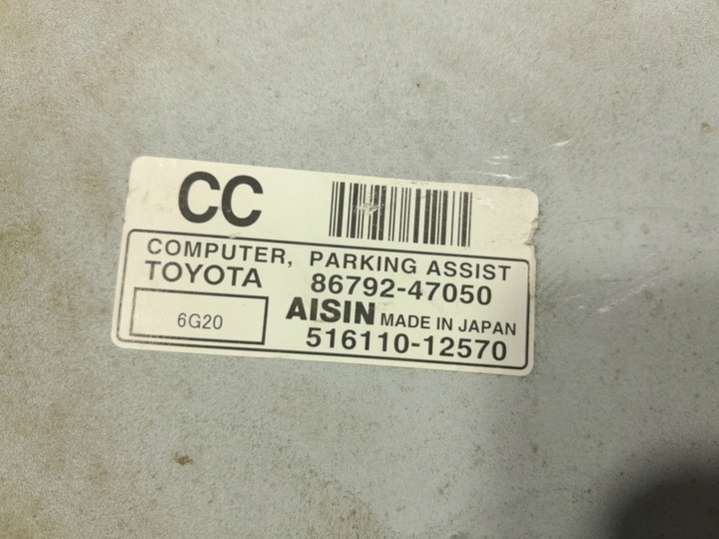 CC
COMPUTER, PARKING ASSIST
TOYOTA 86792-47050
6G20 AISIN MADE IN JAPAN
516110-12570